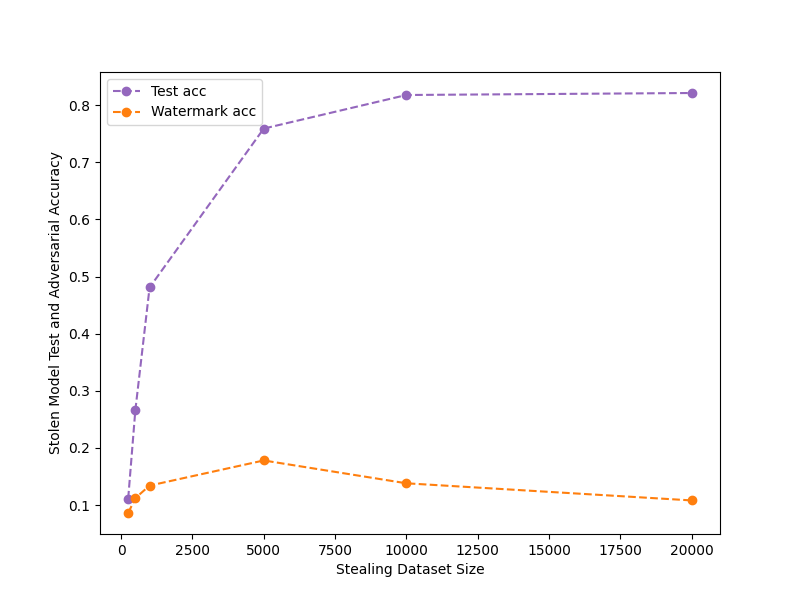 Test acc
Watermark acc
Stolen Model Test and Adversarial Accuracy
0.8
0.7
0.6
0.5
0.4
0.3
0.2
0.1
0 2500 5000 7500 10000 12500 15000 17500 20000
Stealing Dataset Size